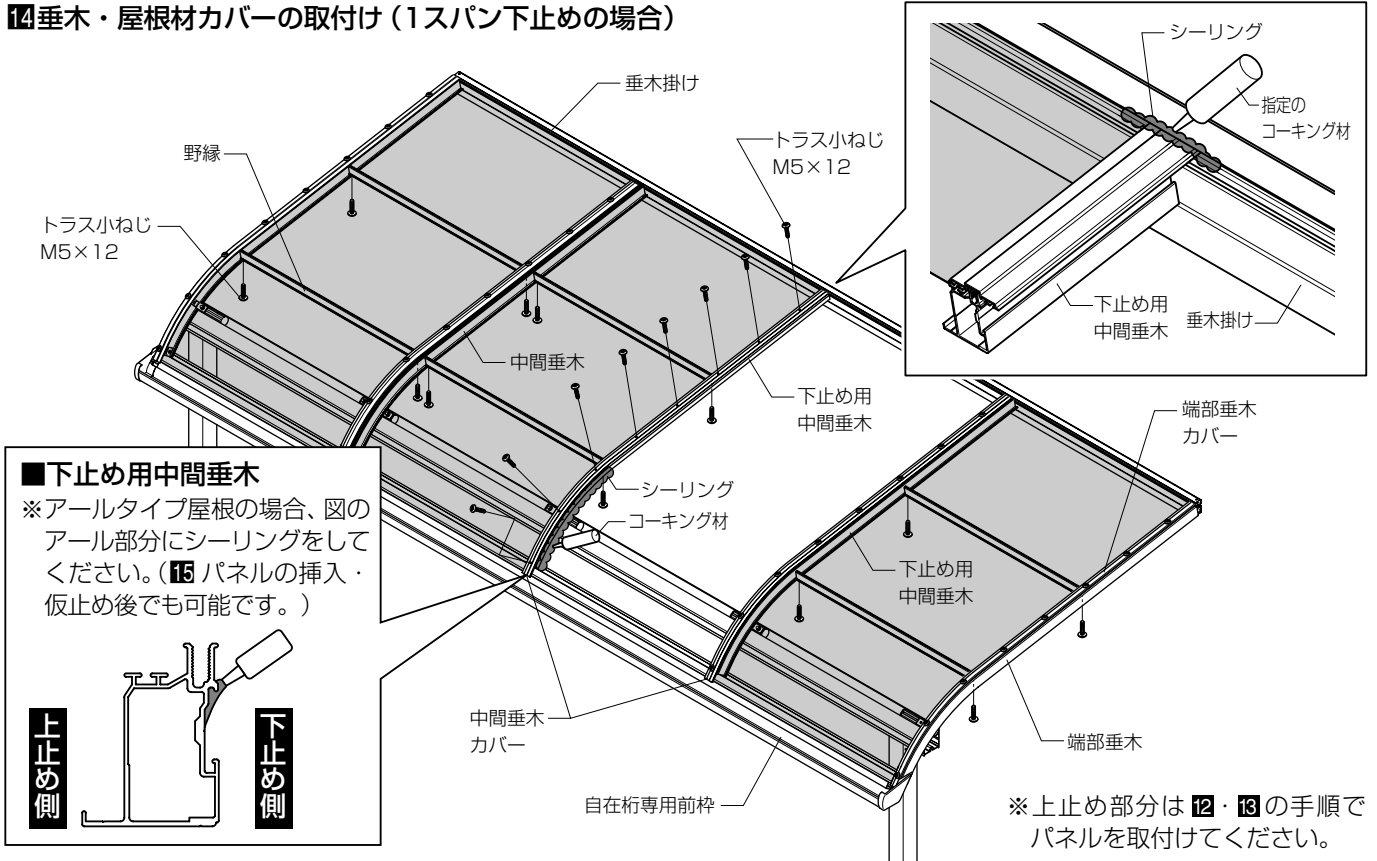 14垂木・屋根材カバーの取付け（1スパン下止めの場合）
垂木掛け
野縁
トラス小ねじ
M5×12
トラス小ねじ
M5×12
中間垂木
下止め用
中間垂木
シーリング
コーキング材
端部垂木
カバー
下止め用
中間垂木
中間垂木
カバー
自在桁専用前枠
端部垂木
シーリング
指定の
コーキング材
下止め用
中間垂木
垂木掛け
■下止め用中間垂木
※アールタイプ屋根の場合、図の
アール部分にシーリングをして
ください。（15 パネルの挿入・
仮止め後でも可能です。）
上止め側
下止め側
※上止め部分は 12・13 の手順で
パネルを取付けてください。